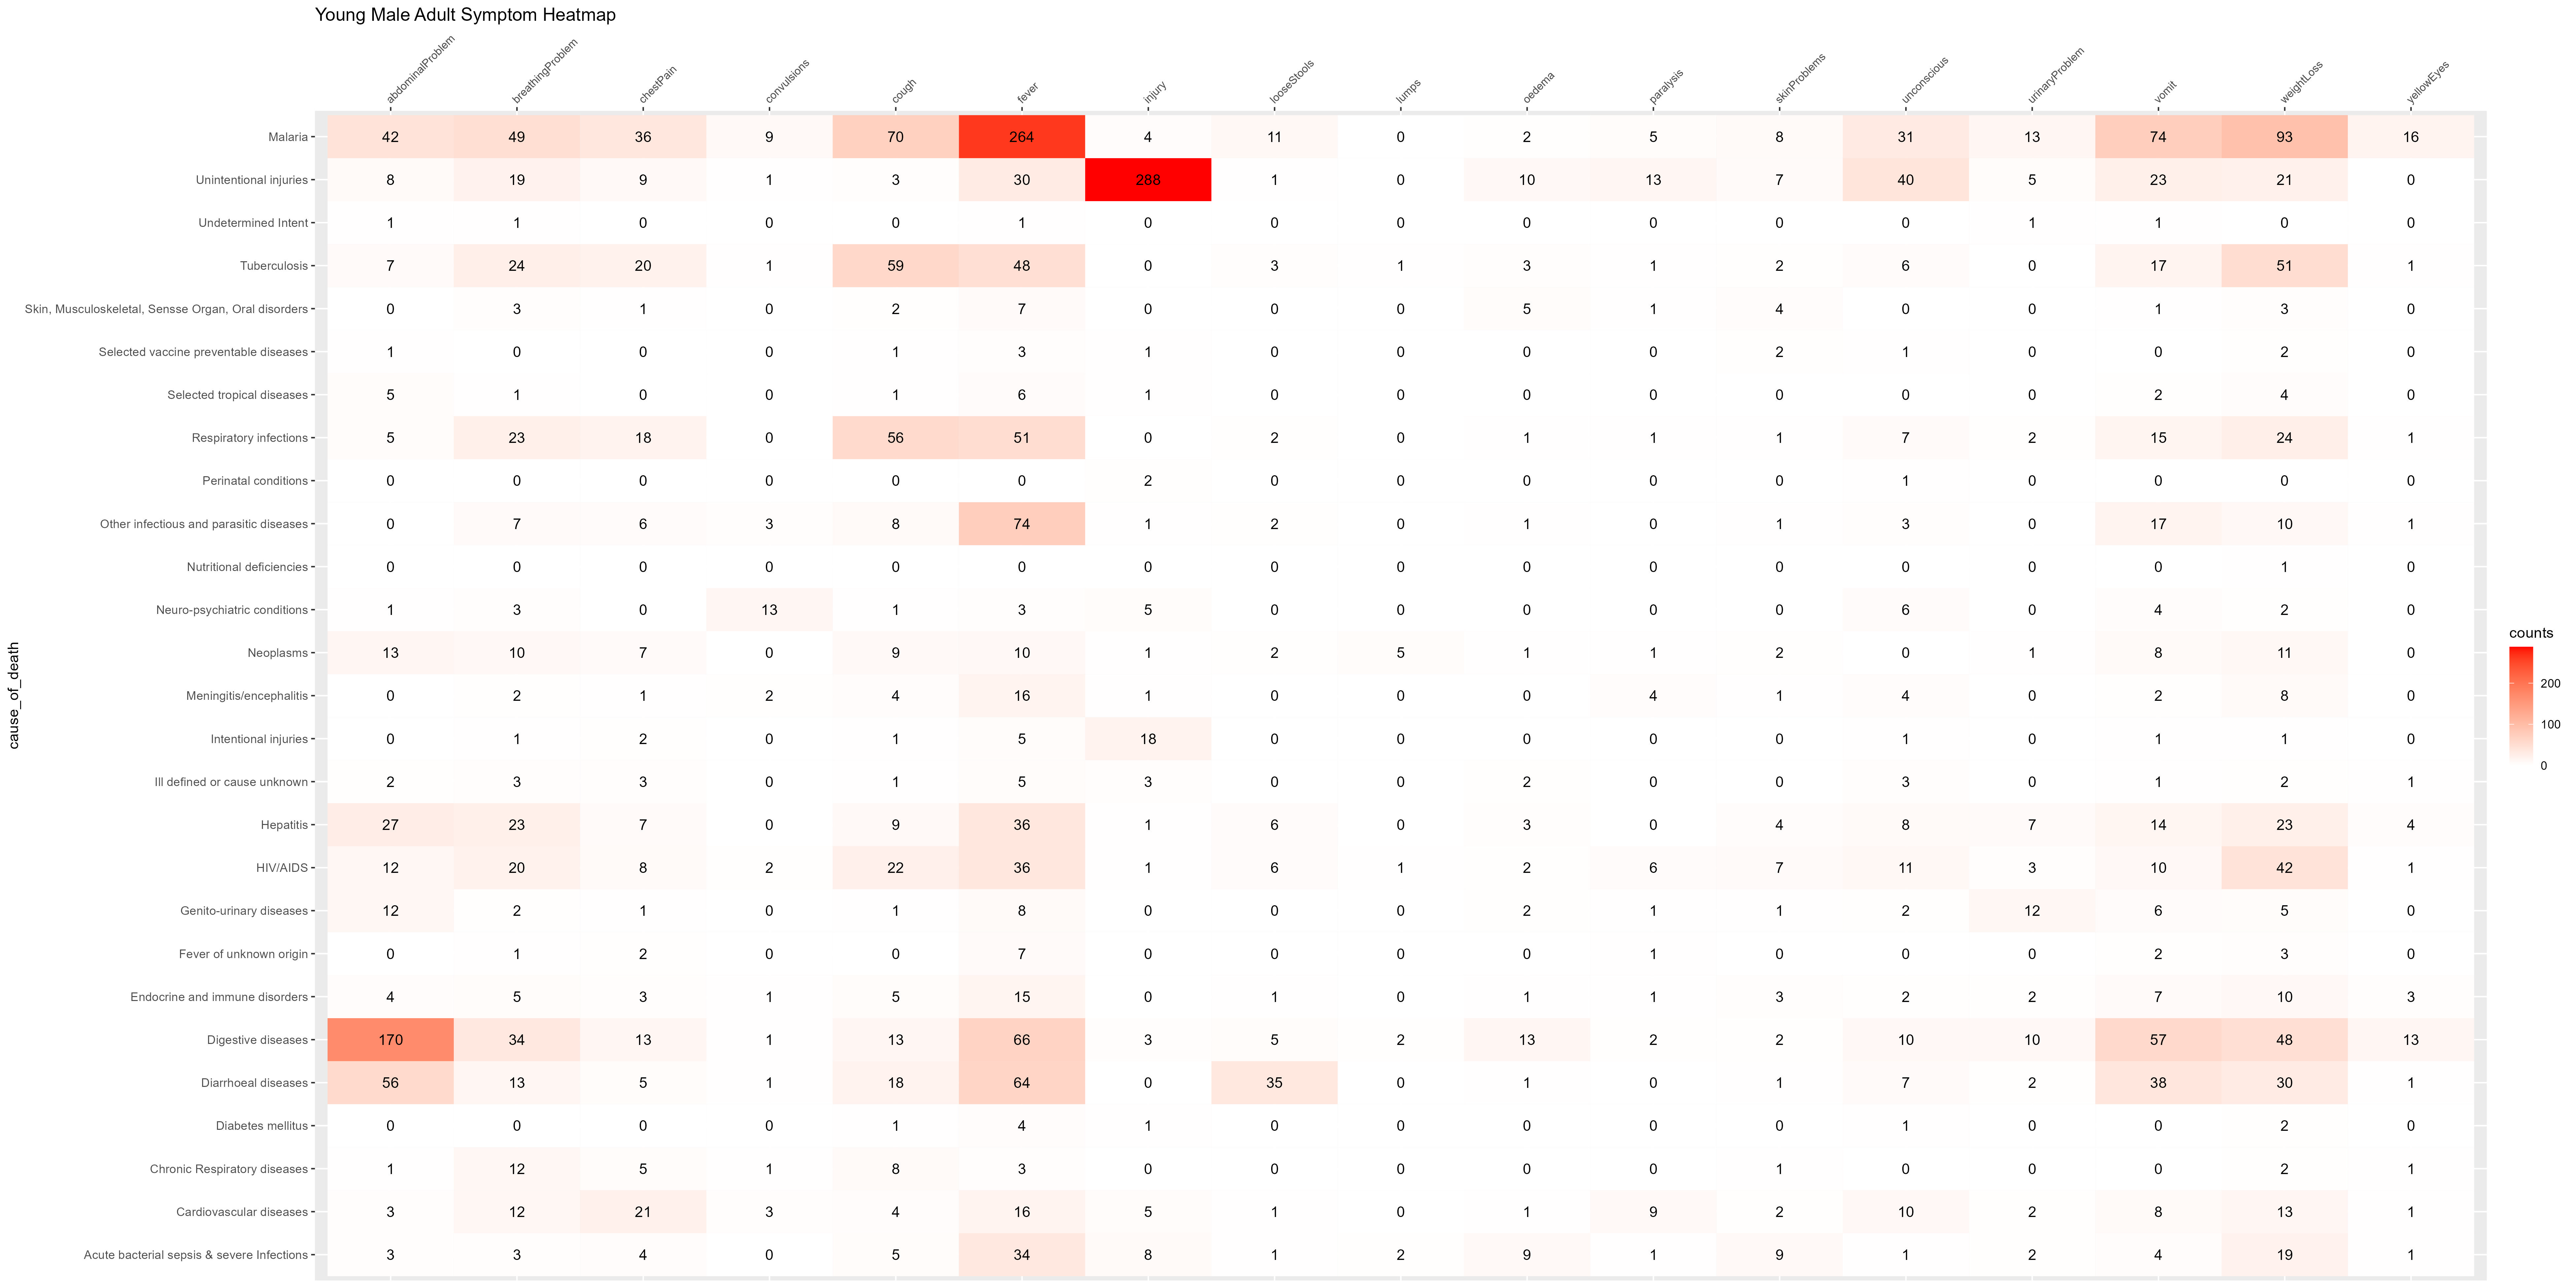 Young Male Adult Symptom Heatmap
abdominalProblem breathingProblem chestPain convulsions cough fever injury looseStools lumps oedema paralysis skinProblems unconscious urinaryProblem vomit weightLoss yellowEyes
Malaria 42 49 36 9 70 264 4 11 0 2 5 8 31 13 74 93 16
Unintentional injuries 8 19 9 1 3 30 288 1 0 10 13 7 40 5 23 21 0
Undetermined Intent 1 1 0 0 0 1 0 0 0 0 0 0 0 1 1 0 0
Tuberculosis 7 24 20 1 59 48 0 3 1 3 1 2 6 0 17 51 1
Skin, Musculoskeletal, Sensse Organ, Oral disorders 0 3 1 0 2 7 0 0 0 5 1 4 0 0 1 3 0
Selected vaccine preventable diseases 1 0 0 0 1 3 1 0 0 0 0 2 1 0 0 2 0
Selected tropical diseases 5 1 0 0 1 6 1 0 0 0 0 0 0 0 2 4 0
Respiratory infections 5 23 18 0 56 51 0 2 0 1 1 1 7 2 15 24 1
Perinatal conditions 0 0 0 0 0 0 2 0 0 0 0 0 1 0 0 0 0
Other infectious and parasitic diseases 0 7 6 3 8 74 1 2 0 1 0 1 3 0 17 10 1
Nutritional deficiencies 0 0 0 0 0 0 0 0 0 0 0 0 0 0 0 1 0
Neuro-psychiatric conditions 1 3 0 13 1 3 5 0 0 0 0 0 6 0 4 2 0
Neoplasms 13 10 7 0 9 10 1 2 5 1 1 2 0 1 8 11 0
Meningitis/encephalitis 0 2 1 2 4 16 1 0 0 0 4 1 4 0 2 8 0
Intentional injuries 0 1 2 0 1 5 18 0 0 0 0 0 1 0 1 1 0
Ill defined or cause unknown 2 3 3 0 1 5 3 0 0 2 0 0 3 0 1 2 1
Hepatitis 27 23 7 0 9 36 1 6 0 3 0 4 8 7 14 23 4
HIV/AIDS 12 20 8 2 22 36 1 6 1 2 6 7 11 3 10 42 1
Genito-urinary diseases 12 2 1 0 1 8 0 0 0 2 1 1 2 12 6 5 0
Fever of unknown origin 0 1 2 0 0 7 0 0 0 0 1 0 0 0 2 3 0
Endocrine and immune disorders 4 5 3 1 5 15 0 1 0 1 1 3 2 2 7 10 3
Digestive diseases 170 34 13 1 13 66 3 5 2 13 2 2 10 10 57 48 13
Diarrhoeal diseases 56 13 5 1 18 64 0 35 0 1 0 1 7 2 38 30 1
Diabetes mellitus 0 0 0 0 1 4 1 0 0 0 0 0 1 0 0 2 0
Chronic Respiratory diseases 1 12 5 1 8 3 0 0 0 0 0 1 0 0 0 2 1
Cardiovascular diseases 3 12 21 3 4 16 5 1 0 1 9 2 10 2 8 13 1
Acute bacterial sepsis & severe Infections 3 3 4 0 5 34 8 1 2 9 1 9 1 2 4 19 1
cause_of_death
counts
200
100
0